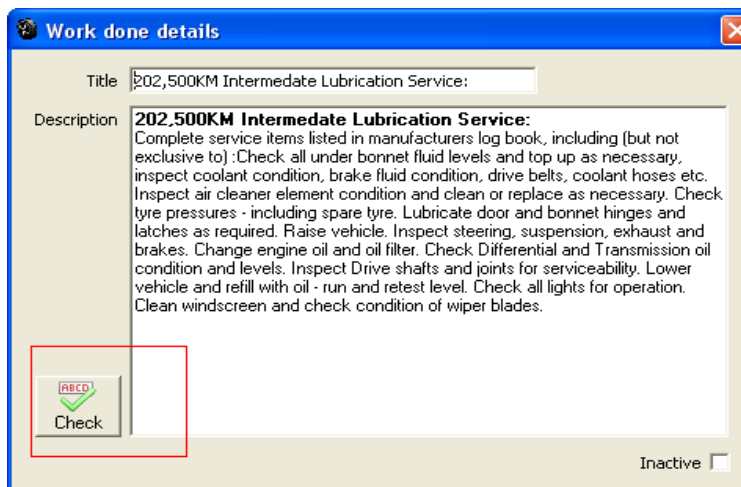 Work done details
Title 202,500KM Intermedate Lubrication Service:
Description 202,500KM Intermedate Lubrication Service:
Complete service items listed in manufacturers log book, including (but not
exclusive to) :Check all under bonnet fluid levels and top up as necessary,
inspect coolant condition, brake fluid condition, drive belts, coolant hoses etc.
Inspect air cleaner element condition and clean or replace as necessary. Check
tyre pressures - including spare tyre. Lubricate door and bonnet hinges and
latches as required. Raise vehicle. Inspect steering, suspension, exhaust and
brakes. Change engine oil and oil filter. Check Differential and Transmission oil
condition and levels. Inspect Drive shafts and joints for serviceability. Lower
vehicle and refill with oil - run and retest level. Check all lights for operation.
Clean windscreen and check condition of wiper blades.
ABCD
Check
Inactive